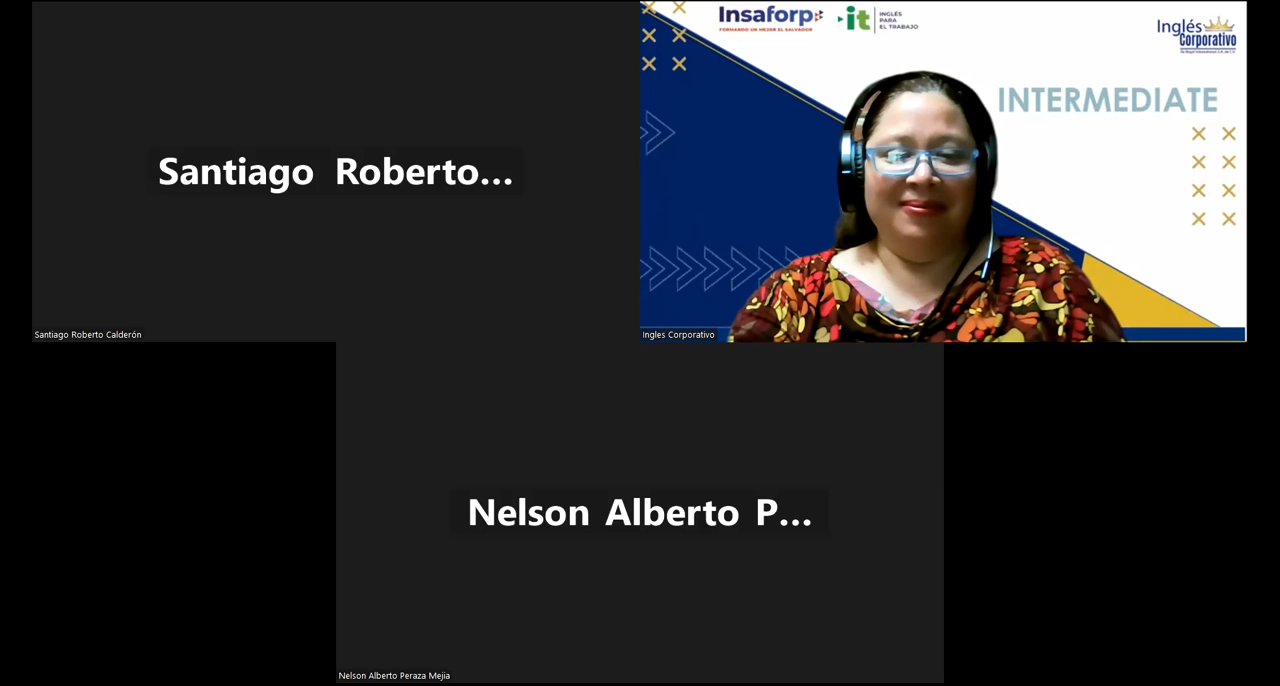 Santiago Roberto...
Santiago Roberto Calderón
Insaforp
FORMANDO UN MEJOR EL SALVADOR
it
INGLÉS
PARA
EL TRABAJO
Inglés
Corporativo
INTERMEDIATE
Ingles Corporativo
Nelson Alberto P...
Nelson Alberto Peraza Mejia